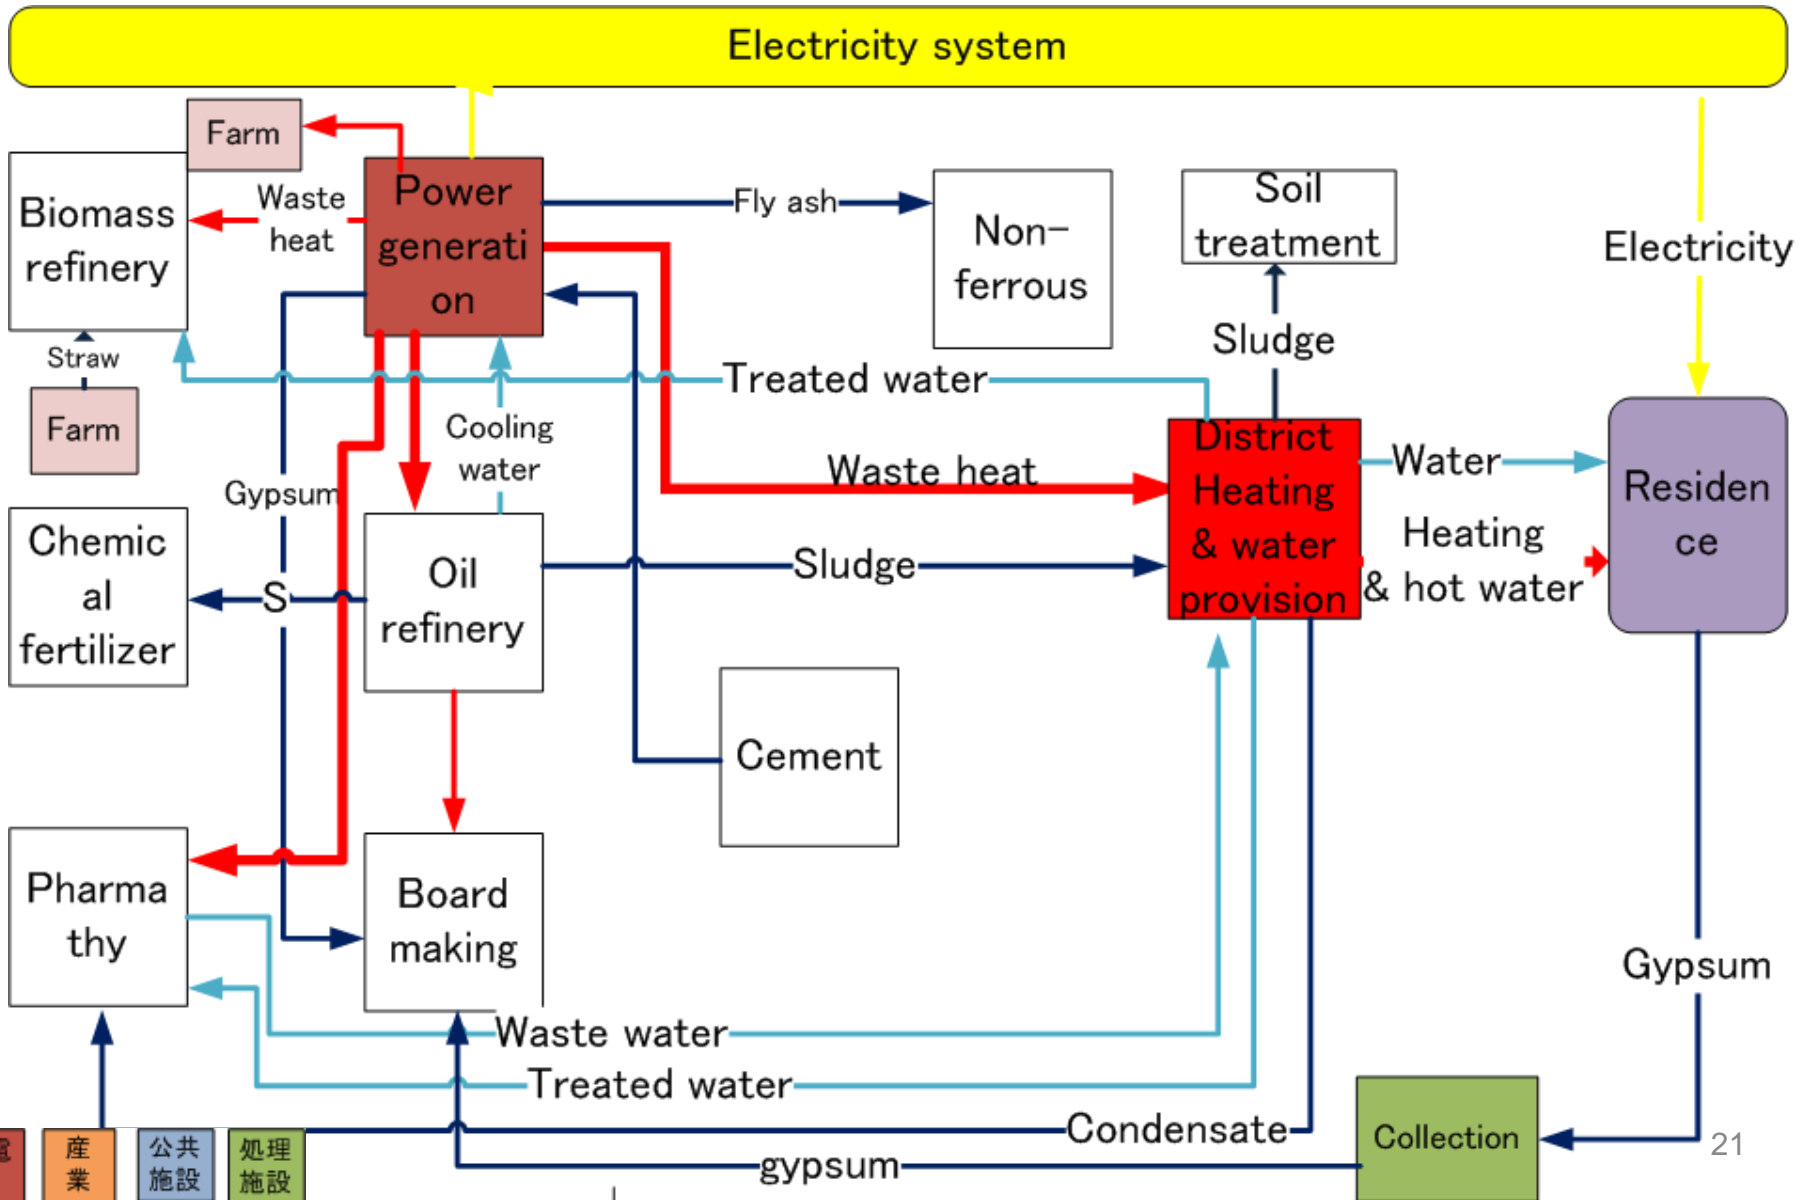 Electricity system
Farm
Biomass
refinery
Waste
heat
Power
generati
on
Fly ash
Non-
ferrous
Soil
treatment
Electricity
Straw
Farm
Treated water
Sludge
Cooling
water
Gypsum
Waste heat
District
Heating
& water
provision
Water
Heating
& hot water
Residen
ce
Chemic
al
fertilizer
S
Oil
refinery
Sludge
Cement
Pharma
thy
Board
making
Gypsum
Waste water
Treated water
Condensate
gypsum
Collection
21
産
業
公共
施設
処理
施設